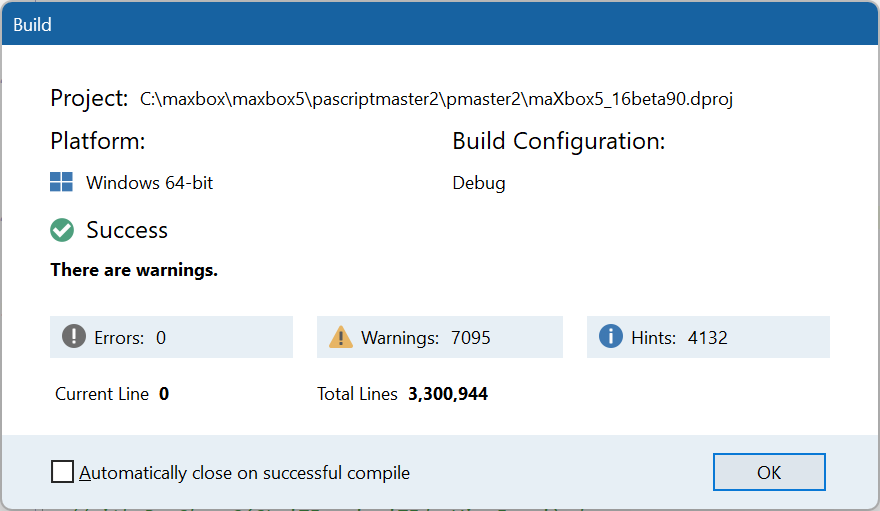 Build
Project: C:\maxbox\maxbox5\pascriptmaster2\pmaster2\maXbox5_16beta90.dproj
Platform: Build Configuration:
Windows 64-bit Debug
Success
There are warnings.
Errors: 0 Warnings: 7095 Hints: 4132
Current Line 0 Total Lines 3,300,944
Automatically close on successful compile OK